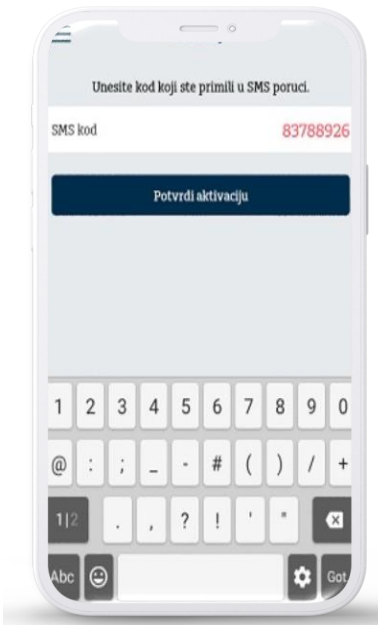 Unesite kod koji ste primili u SMS poruci.
SMS kod 83788926
Potvrdi aktivaciju
1 2 3 4 5 6 7 8 9 0
@ : ; _ - # ( ) / +
1|2 . , ? ! ' "
Abc Got